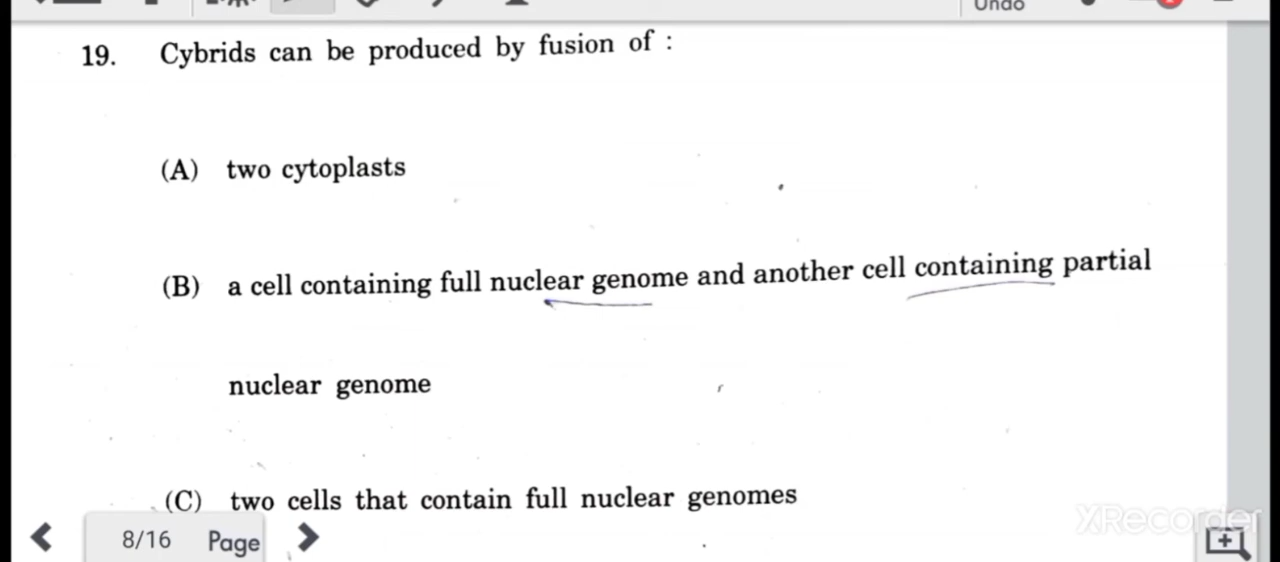 Undo
19. Cybrids can be produced by fusion of :
(A) two cytoplasts
(B) a cell containing full nuclear genome and another cell containing partial
nuclear genome
(C) two cells that contain full nuclear genomes
8/16 Page
XRecorder